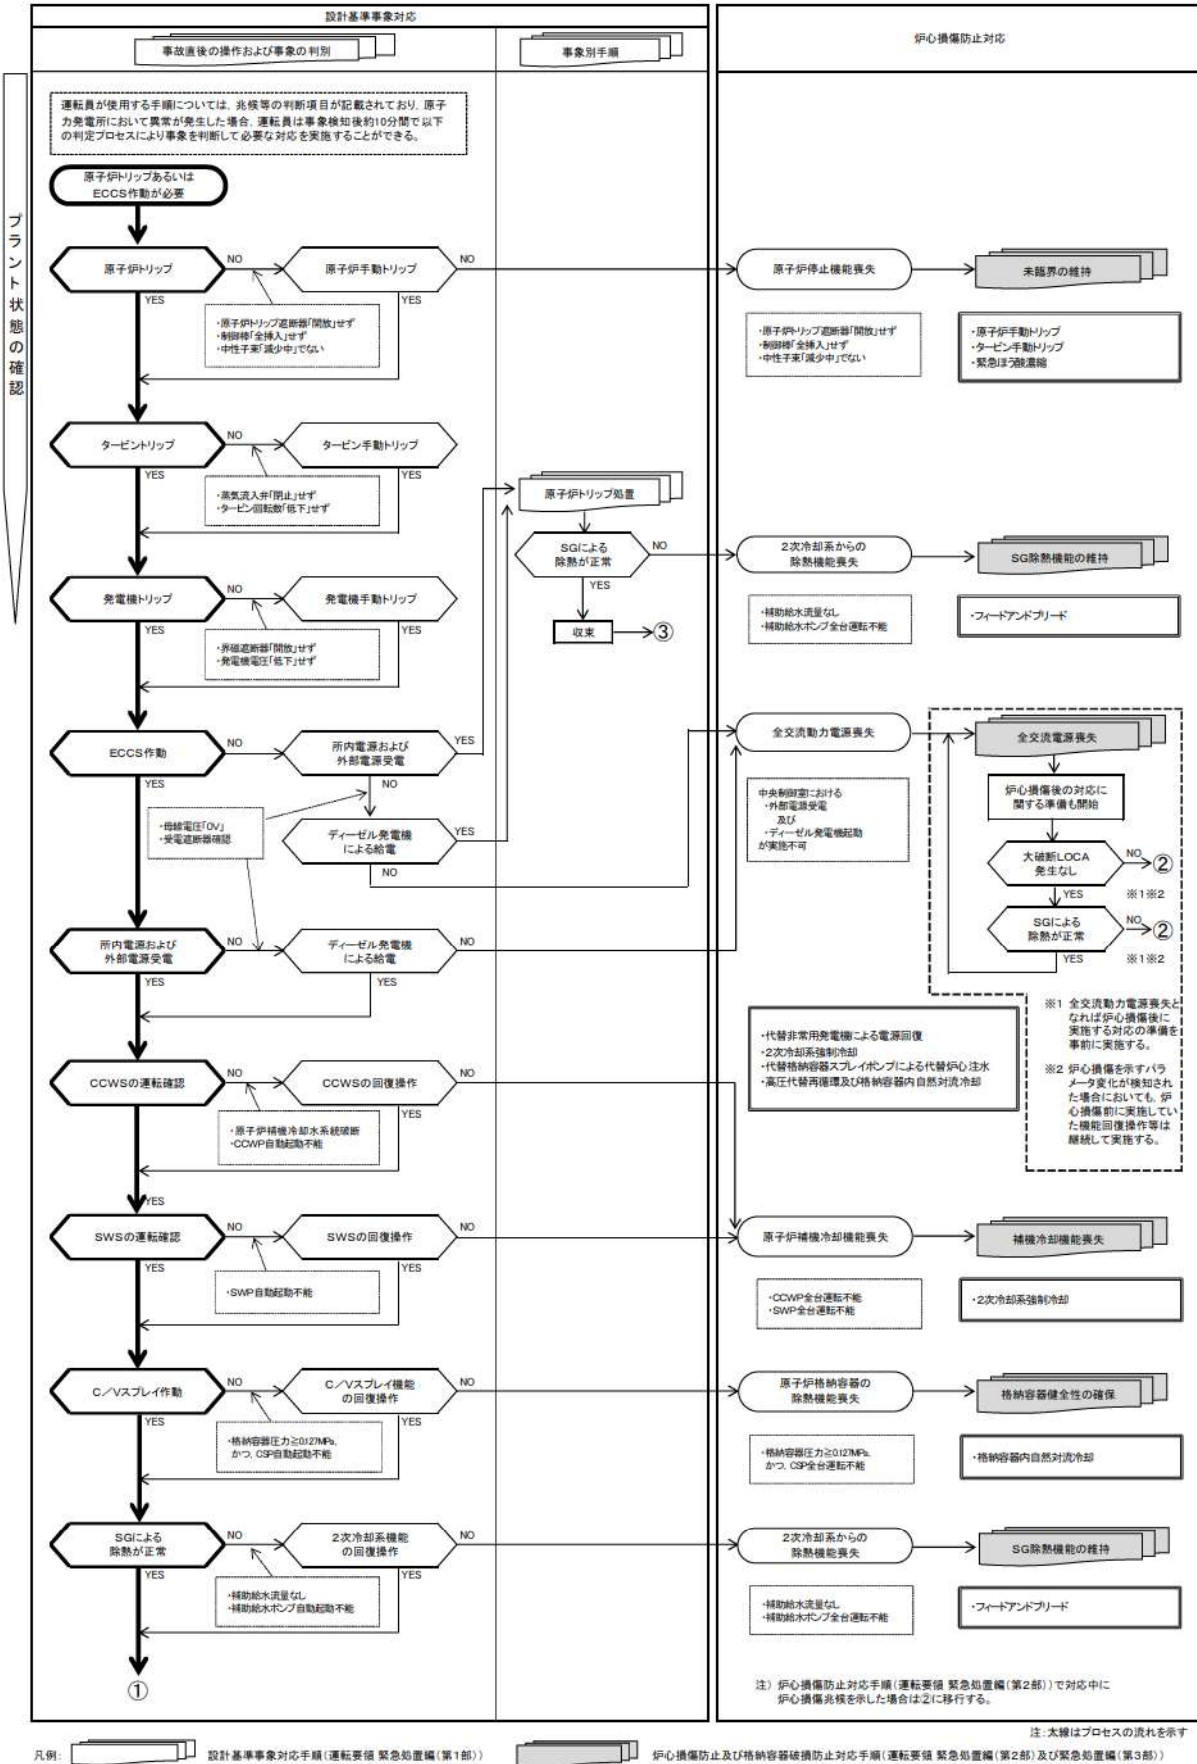 設計基準事象対応
炉心損傷防止対応
事故直後の操作および事象の判別
事象別手順
プラント状態の確認
運転員が使用する手順については、兆候等の判断項目が記載されており、原子
力発電所において異常が発生した場合、運転員は事象検知後約10分間で以下
の判定プロセスにより事象を判断して必要な対応を実施することができる。
原子炉トリップあるいは
ECCS作動が必要
原子炉トリップ
NO
YES
原子炉手動トリップ
NO
YES
・原子炉トリップ遮断器「開放」せず
・制御棒「全挿入」せず
・中性子束「減少中」でない
原子炉停止機能喪失
未臨界の維持
・原子炉トリップ遮断器「開放」せず
・制御棒「全挿入」せず
・中性子束「減少中」でない
・原子炉手動トリップ
・タービン手動トリップ
・緊急ほう酸濃縮
タービントリップ
NO
YES
タービン手動トリップ
YES
・蒸気流入弁「閉止」せず
・タービン回転数「低下」せず
原子炉トリップ処置
SGによる
除熱が正常
NO
YES
収束
③
2次冷却系からの
除熱機能喪失
SG除熱機能の維持
・補助給水流量なし
・補助給水ポンプ全台運転不能
・フィードアンドブリード
発電機トリップ
NO
YES
発電機手動トリップ
YES
・界磁遮断器「開放」せず
・発電機電圧「低下」せず
ECCS作動
NO
YES
所内電源および
外部電源受電
YES
NO
・母線電圧「0V」
・受電遮断器確認
ディーゼル発電機
による給電
YES
NO
全交流動力電源喪失
全交流電源喪失
中央制御室における
・外部電源受電
及び
・ディーゼル発電機起動
が実施不可
炉心損傷後の対応に
関する準備も開始
大破断LOCA
発生なし
NO
②
YES
※1※2
SGによる
除熱が正常
NO
②
YES
※1※2
所内電源および
外部電源受電
NO
YES
ディーゼル発電機
による給電
NO
YES
・代替非常用発電機による電源回復
・2次冷却系強制冷却
・代替格納容器スプレイポンプによる代替炉心注水
・高圧代替再循環及び格納容器内自然対流冷却
※1 全交流動力電源喪失と
なれば炉心損傷後に
実施する対応の準備を
事前に実施する。
※2 炉心損傷を示すパラ
メータ変化が検知され
た場合においても、炉
心損傷前に実施してい
た機能回復操作等は
継続して実施する。
CCWSの運転確認
NO
YES
CCWSの回復操作
NO
YES
・原子炉補機冷却水系統破断
・CCWP自動起動不能
SWSの運転確認
NO
YES
SWSの回復操作
NO
YES
・SWP自動起動不能
原子炉補機冷却機能喪失
補機冷却機能喪失
・CCWP全台運転不能
・SWP全台運転不能
・2次冷却系強制冷却
C/Vスプレイ作動
NO
YES
C/Vスプレイ機能
の回復操作
NO
YES
・格納容器圧力≧0.127MPa、
かつ、CSP自動起動不能
原子炉格納容器の
除熱機能喪失
格納容器健全性の確保
・格納容器圧力≧0.127MPa、
かつ、CSP全台運転不能
・格納容器内自然対流冷却
SGによる
除熱が正常
NO
YES
2次冷却系機能
の回復操作
NO
YES
・補助給水流量なし
・補助給水ポンプ自動起動不能
2次冷却系からの
除熱機能喪失
SG除熱機能の維持
・補助給水流量なし
・補助給水ポンプ全台運転不能
・フィードアンドブリード
①
注) 炉心損傷防止対応手順(運転要領 緊急処置編(第2部))で対応中に
炉心損傷兆候を示した場合は②に移行する。
注:太線はプロセスの流れを示す
凡例:
設計基準事象対応手順(運転要領 緊急処置編(第1部))
炉心損傷防止及び格納容器破損防止対応手順(運転要領 緊急処置編(第2部)及び緊急処置編(第3部))